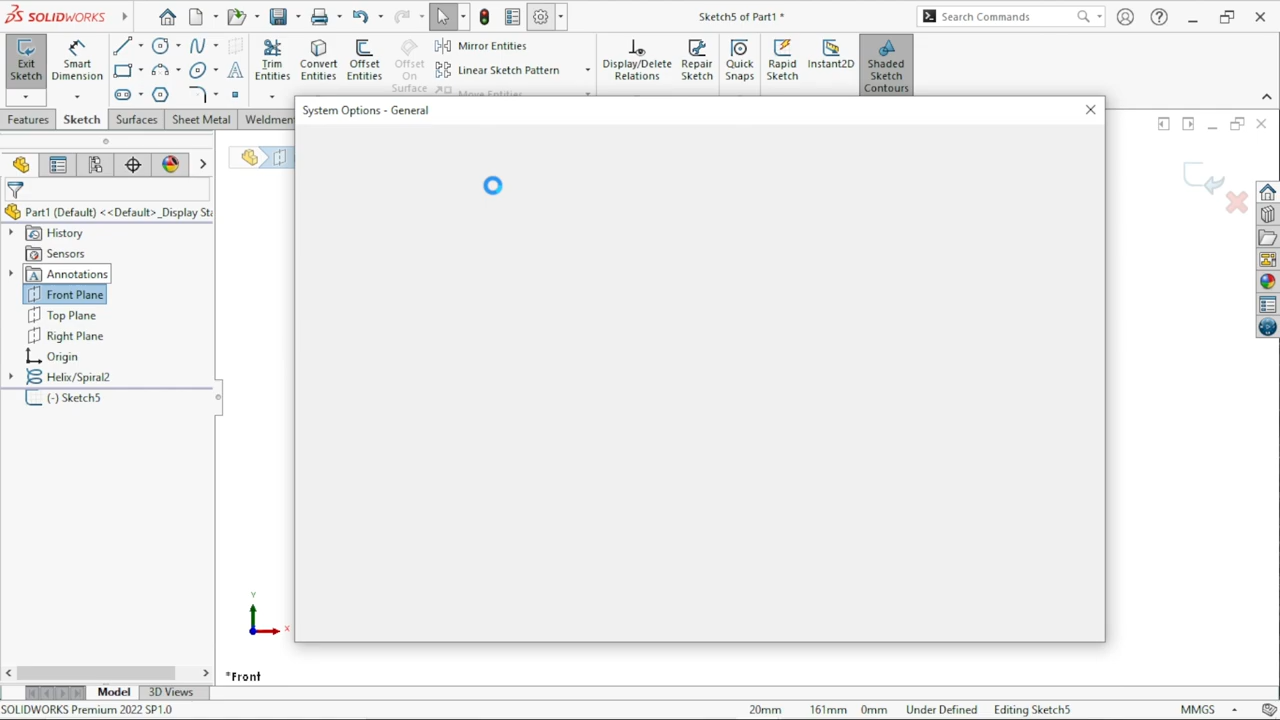 SOLIDWORKS
Sketch5 of Part1 *
Search Commands
Exit Sketch
Smart Dimension
Trim Entities
Convert Entities
Offset Entities
Offset On Surface
Mirror Entities
Linear Sketch Pattern
Move Entities
Display/Delete Relations
Repair Sketch
Quick Snaps
Rapid Sketch
Instant2D
Shaded Sketch Contours
Features
Sketch
Surfaces
Sheet Metal
Weldmen
System Options - General
Part1 (Default) <<Default>_Display Sta
History
Sensors
Annotations
Front Plane
Top Plane
Right Plane
Origin
Helix/Spiral2
(-) Sketch5
Y
X
*Front
Model
3D Views
SOLIDWORKS Premium 2022 SP1.0
20mm
161mm
0mm
Under Defined
Editing Sketch5
MMGS